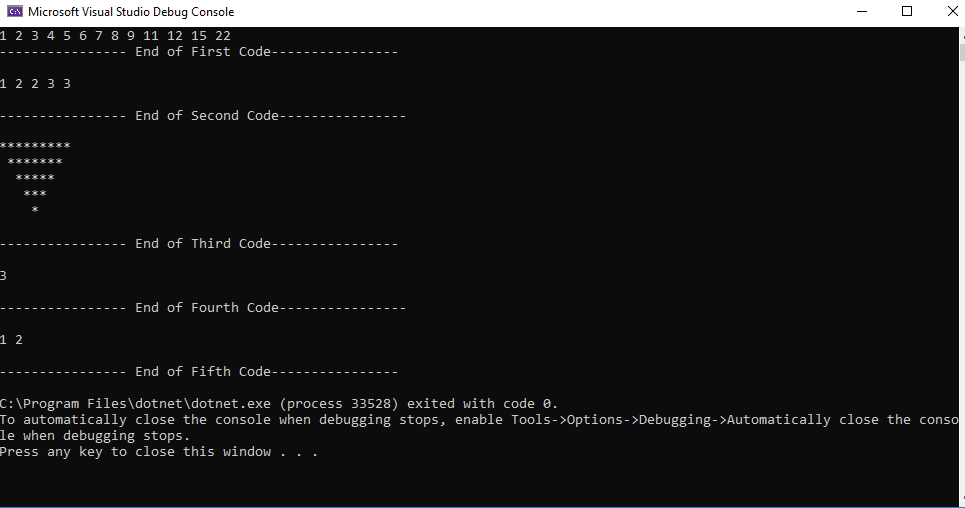 Microsoft Visual Studio Debug Console
1 2 3 4 5 6 7 8 9 11 12 15 22
---------------- End of First Code----------------
1 2 2 3 3
---------------- End of Second Code----------------
*********
 *******
  *****
   ***
    *
---------------- End of Third Code----------------
3
---------------- End of Fourth Code----------------
1 2
---------------- End of Fifth Code----------------
C:\Program Files\dotnet\dotnet.exe (process 33528) exited with code 0.
To automatically close the console when debugging stops, enable Tools->Options->Debugging->Automatically close the conso
le when debugging stops.
Press any key to close this window . . .